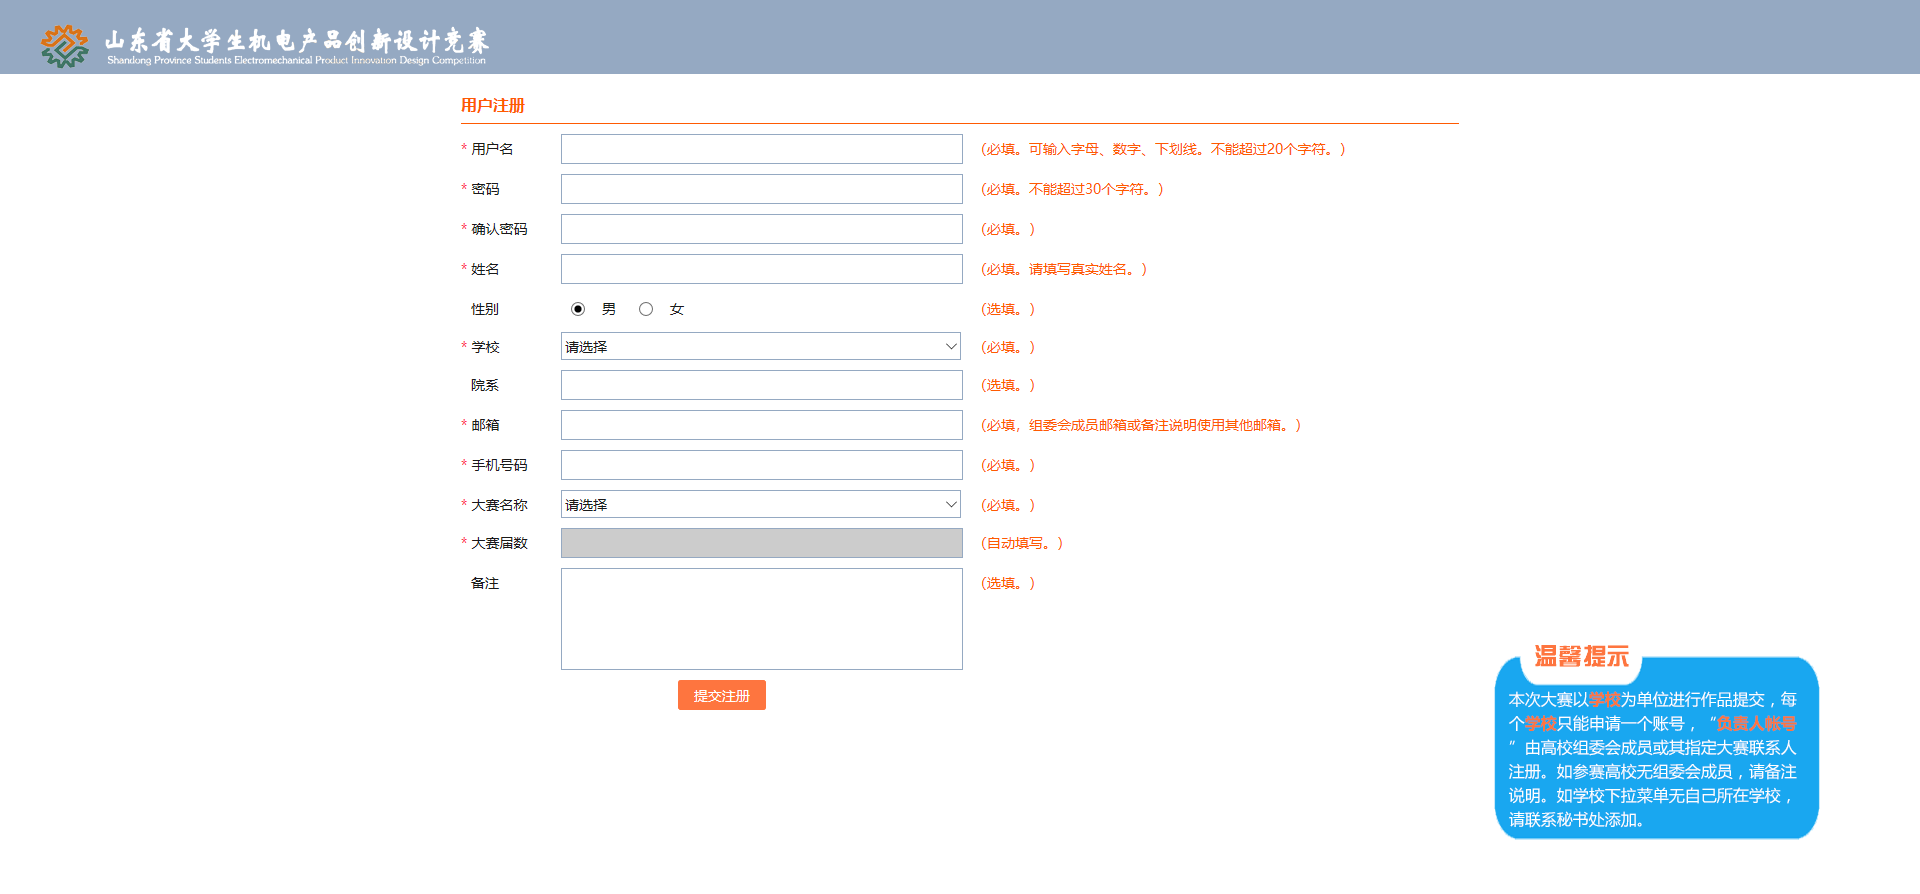 山东省大学生机电产品创新设计竞赛
Shandong Province Students Electromechanical Product Innovation Design Competition
用户注册
* 用户名 (必填。可输入字母、数字、下划线。不能超过20个字符。)
* 密码 (必填。不能超过30个字符。)
* 确认密码 (必填。)
* 姓名 (必填。请填写真实姓名。)
性别 男 女 (选填。)
* 学校 请选择 (必填。)
院系 (选填。)
* 邮箱 (必填，组委会成员邮箱或备注说明使用其他邮箱。)
* 手机号码 (必填。)
* 大赛名称 请选择 (必填。)
* 大赛届数 (自动填写。)
备注 (选填。)
提交注册
温馨提示
本次大赛以学校为单位进行作品提交，每
个学校只能申请一个账号，“负责人帐号
”由高校组委会成员或其指定大赛联系人
注册。如参赛高校无组委会成员，请备注
说明。如学校下拉菜单无自己所在学校，
请联系秘书处添加。